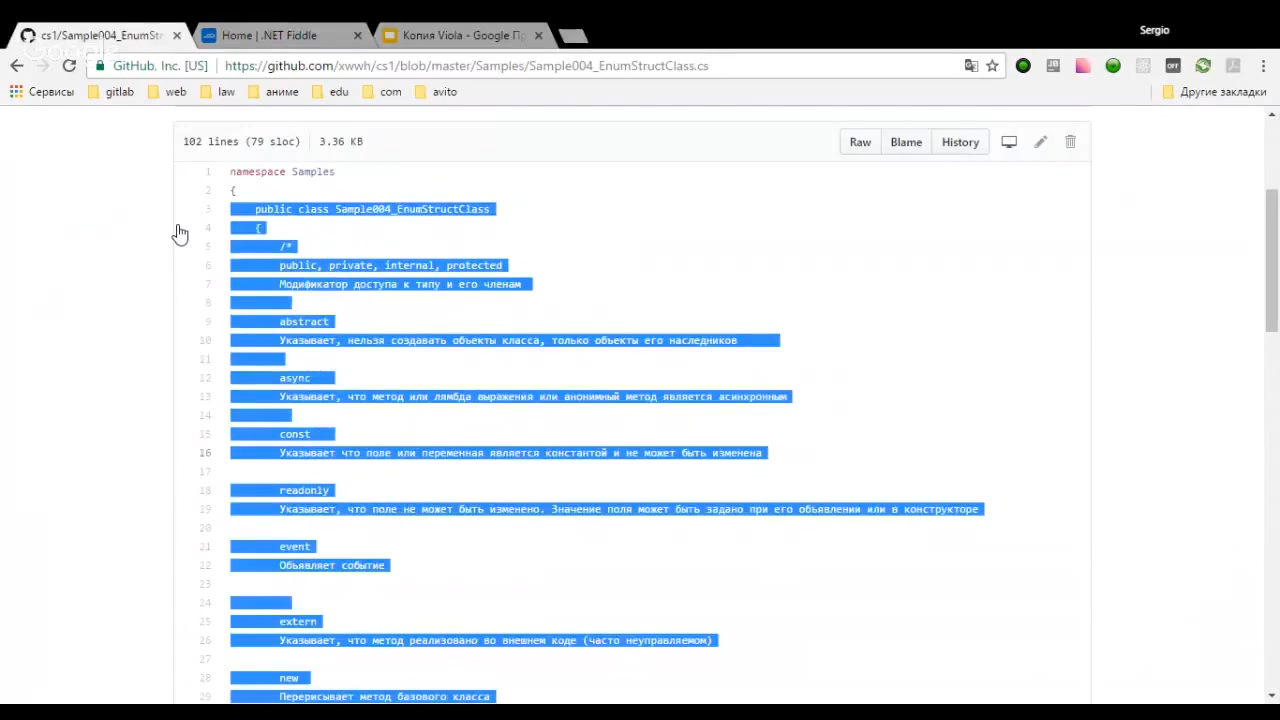 Sergio
cs1/Sample004_EnumStr
Home | .NET Fiddle
Копия Viola - Google Пр
Google
GitHub, Inc. [US]
https://github.com/xwwh/cs1/blob/master/Samples/Sample004_EnumStructClass.cs
Сервисы
gitlab
web
law
аниме
edu
com
avito
Другие закладки
102 lines (79 sloc)
3.36 KB
Raw
Blame
History
1 namespace Samples
2 {
3 public class Sample004_EnumStructClass
4 {
5 /*
6 public, private, internal, protected
7 Модификатор доступа к типу и его членам
8
9 abstract
10 Указывает, нельзя создавать объекты класса, только объекты его наследников
11
12 async
13 Указывает, что метод или лямбда выражения или анонимный метод является асинхронным
14
15 const
16 Указывает что поле или переменная является константой и не может быть изменена
17
18 readonly
19 Указывает, что поле не может быть изменено. Значение поля может быть задано при его объявлении или в конструкторе
20
21 event
22 Объявляет событие
23
24
25 extern
26 Указывает, что метод реализовано во внешнем коде (часто неуправляемом)
27
28 new
29 Перерисывает метод базового класса